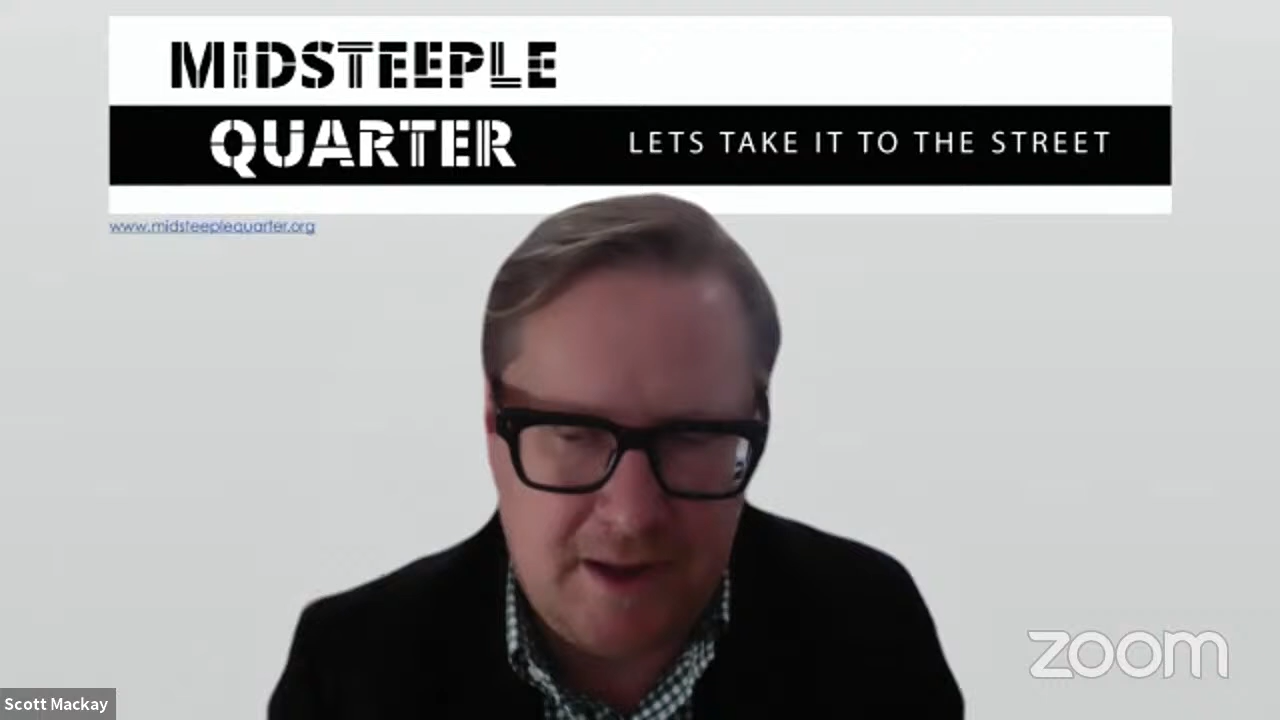 MIDSTEEPLE
QUARTER
LETS TAKE IT TO THE STREET
www.midsteeplequarter.org
zoom
Scott Mackay